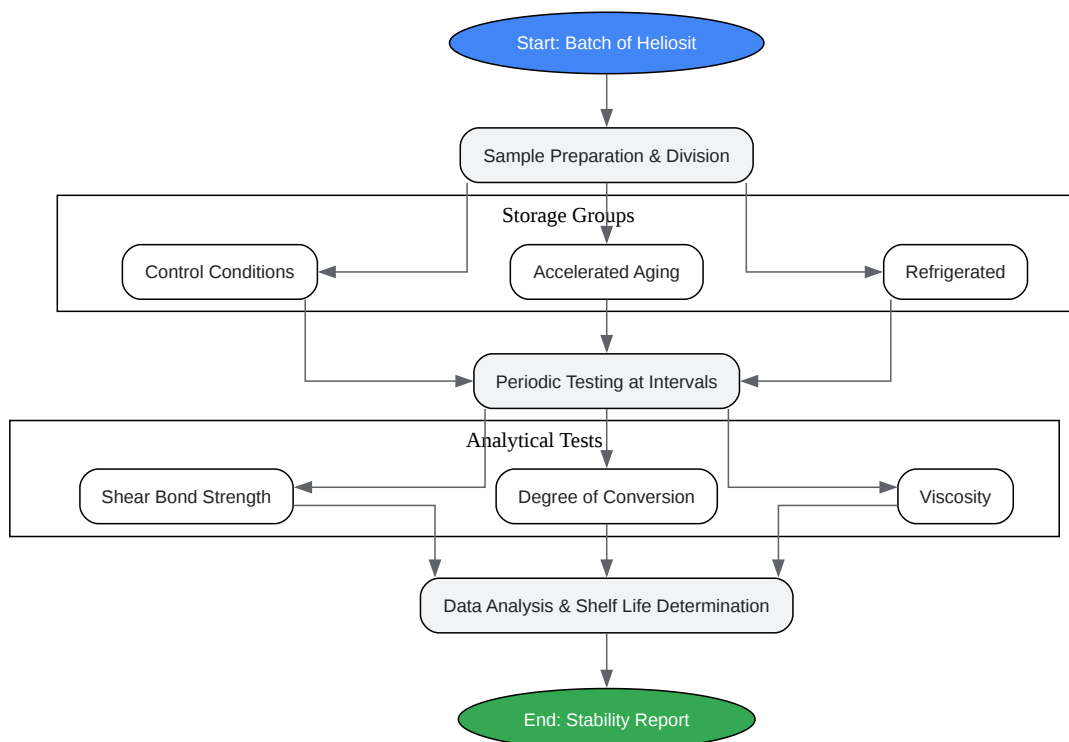 Start: Batch of Heliosit
Sample Preparation & Division
Storage Groups
Control Conditions
Accelerated Aging
Refrigerated
Periodic Testing at Intervals
Analytical Tests
Shear Bond Strength
Degree of Conversion
Viscosity
Data Analysis & Shelf Life Determination
End: Stability Report